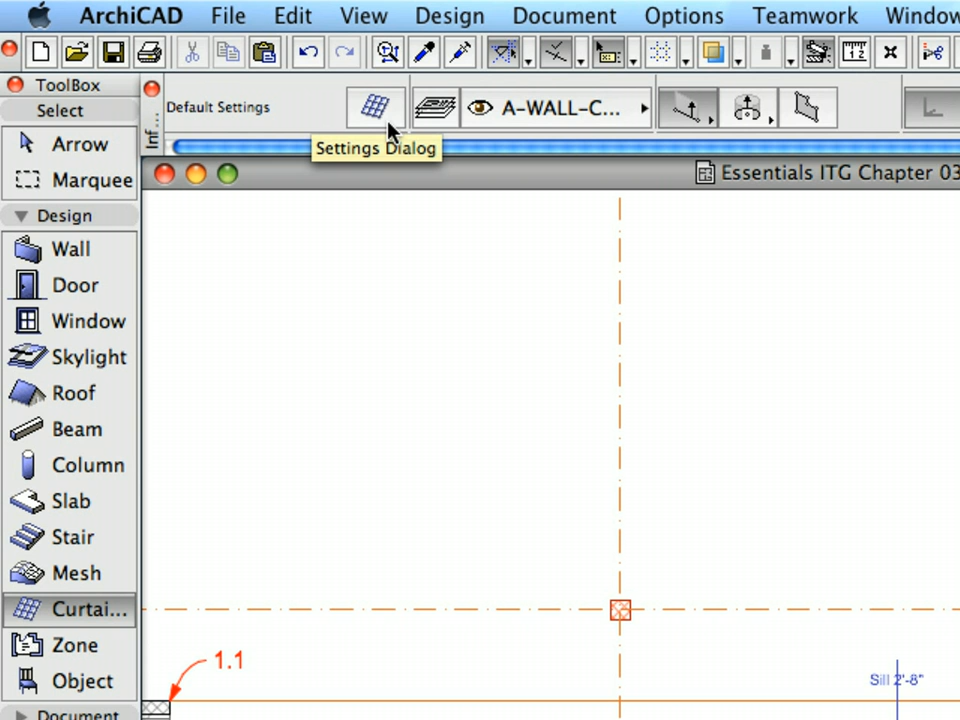 ArchiCAD File Edit View Design Document Options Teamwork Window
ToolBox
Select
Arrow
Marquee
Design
Wall
Door
Window
Skylight
Roof
Beam
Column
Slab
Stair
Mesh
Curtai...
Zone
Object
Document
Inf...
Default Settings
A-WALL-C...
Settings Dialog
Essentials ITG Chapter 03
1.1
Sill 2'-8"